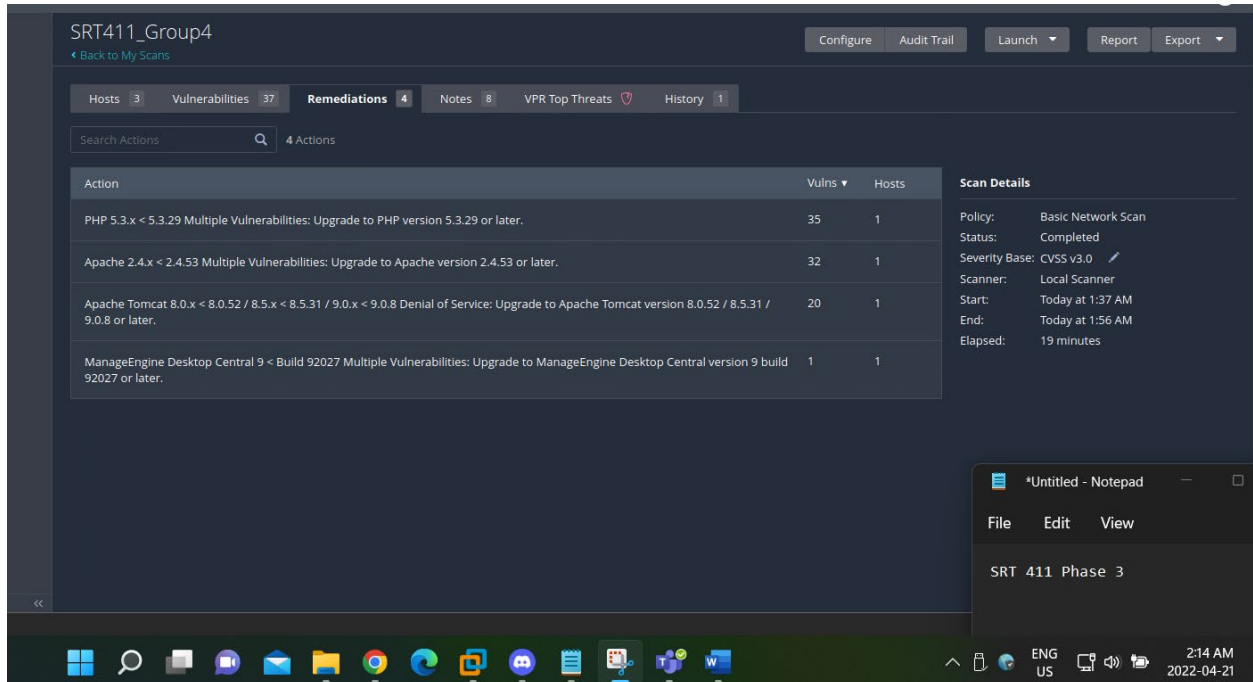 SRT411_Group4
Back to My Scans
Configure Audit Trail Launch Report Export
Hosts 3 Vulnerabilities 37 Remediations 4 Notes 8 VPR Top Threats History 1
Search Actions 4 Actions
Action Vulns Hosts
PHP 5.3.x < 5.3.29 Multiple Vulnerabilities: Upgrade to PHP version 5.3.29 or later. 35 1
Apache 2.4.x < 2.4.53 Multiple Vulnerabilities: Upgrade to Apache version 2.4.53 or later. 32 1
Apache Tomcat 8.0.x < 8.0.52 / 8.5.x < 8.5.31 / 9.0.x < 9.0.8 Denial of Service: Upgrade to Apache Tomcat version 8.0.52 / 8.5.31 / 20 1
9.0.8 or later.
ManageEngine Desktop Central 9 < Build 92027 Multiple Vulnerabilities: Upgrade to ManageEngine Desktop Central version 9 build 1 1
92027 or later.
Scan Details
Policy: Basic Network Scan
Status: Completed
Severity Base: CVSS v3.0
Scanner: Local Scanner
Start: Today at 1:37 AM
End: Today at 1:56 AM
Elapsed: 19 minutes
*Untitled - Notepad
File Edit View
SRT 411 Phase 3
ENG
US
2:14 AM
2022-04-21